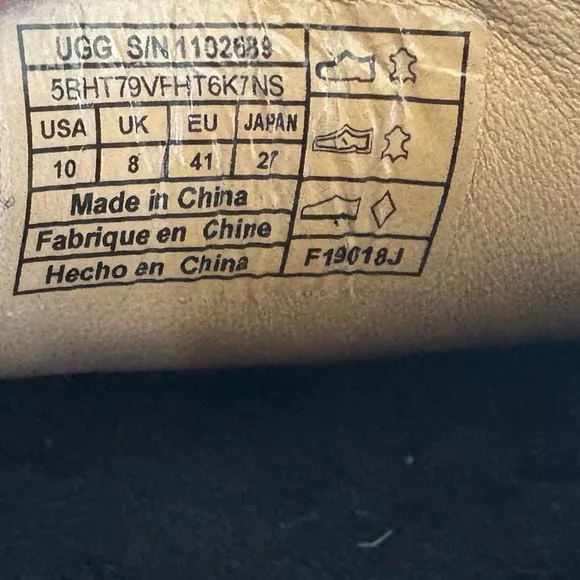 UGG S/N 1102689
5BHT79VFHT6K7NS
USA UK EU JAPAN
10 8 41 27
Made in China
Fabrique en Chine
Hecho en China
F19018J